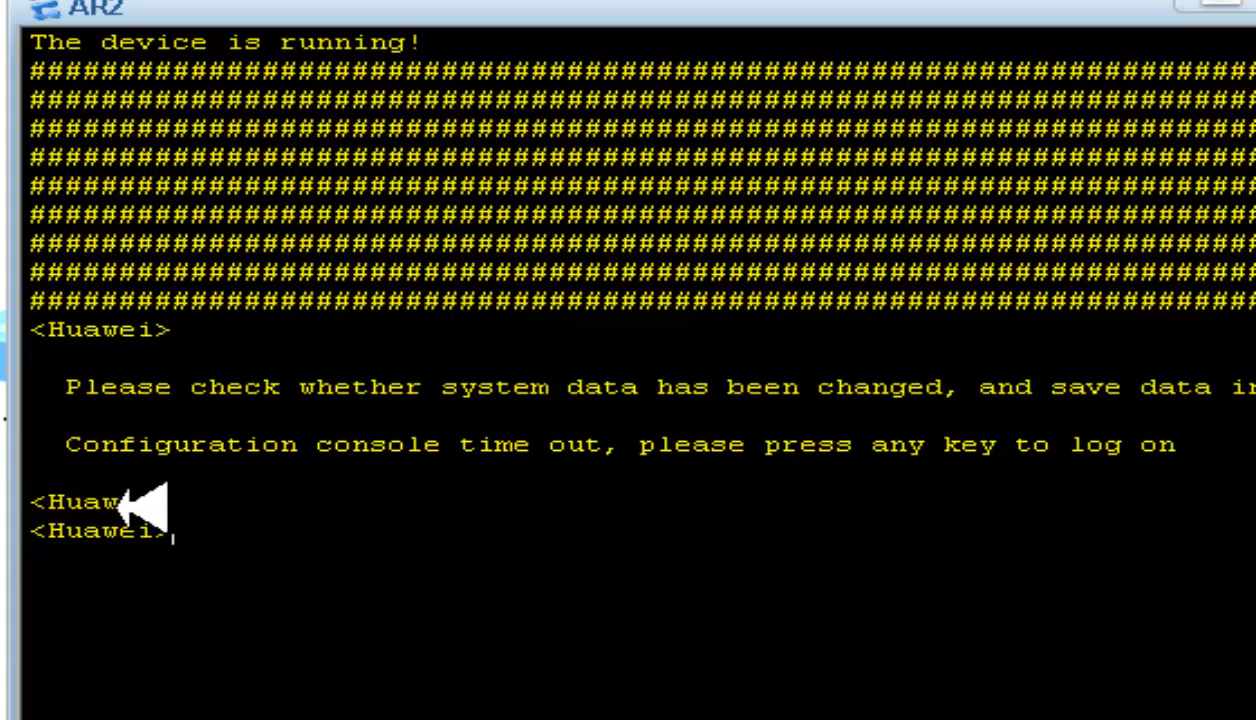 AR2
The device is running!
################################################################################
################################################################################
################################################################################
################################################################################
################################################################################
################################################################################
################################################################################
################################################################################
################################################################################
<Huawei>
Please check whether system data has been changed, and save data in
Configuration console time out, please press any key to log on
<Huaw
<Huawei>